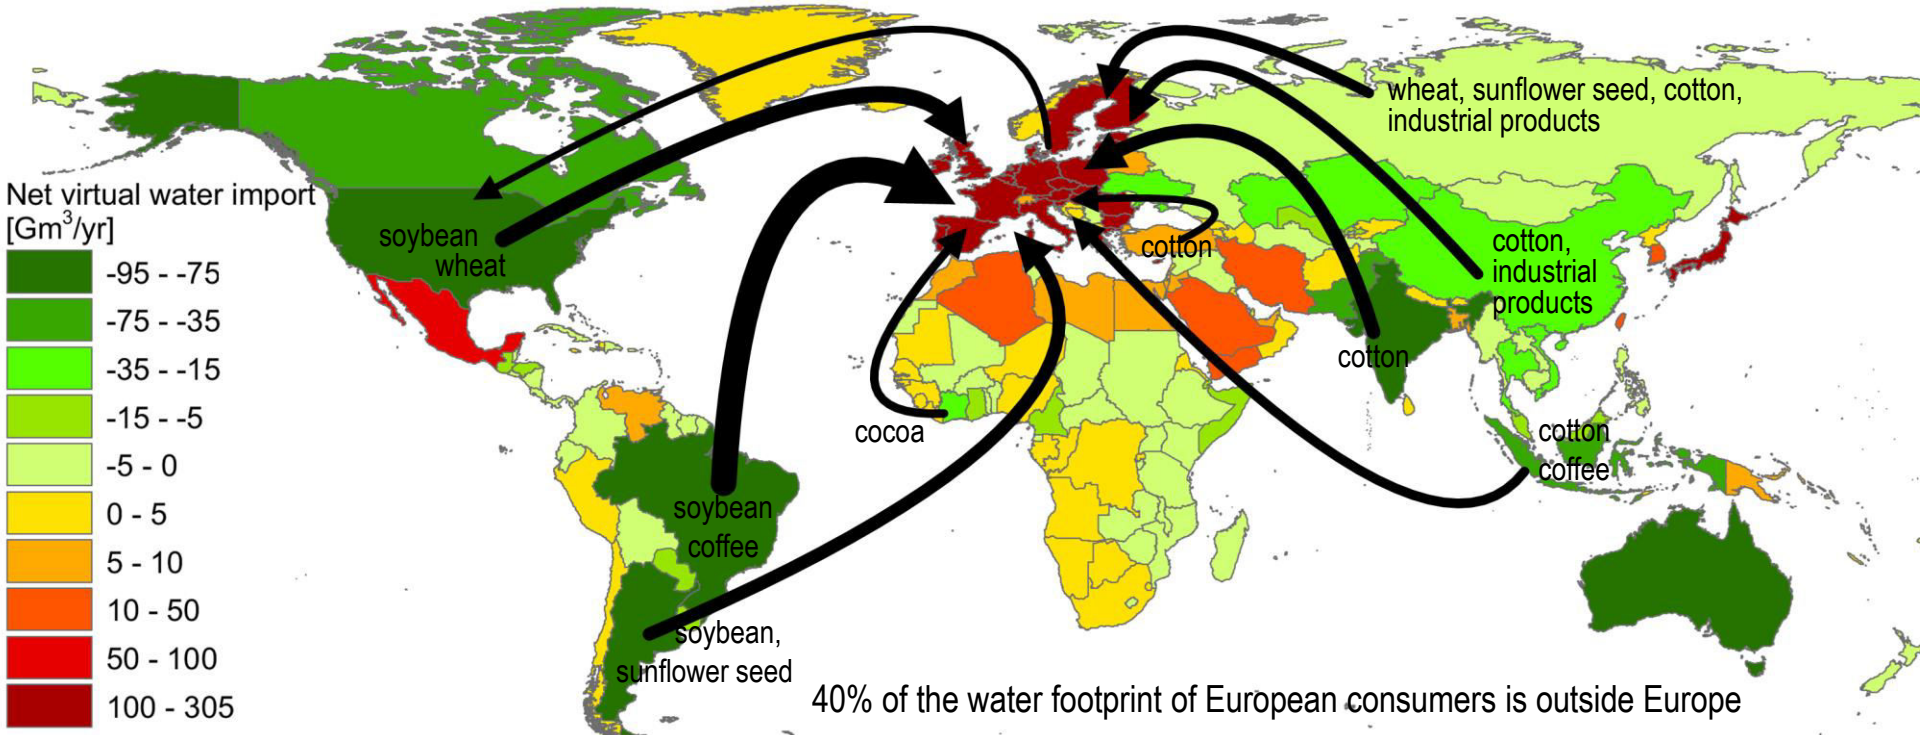 Net virtual water import
[Gm³/yr]
-95 - -75
-75 - -35
-35 - -15
-15 - -5
-5 - 0
0 - 5
5 - 10
10 - 50
50 - 100
100 - 305
soybean
wheat
soybean
coffee
soybean,
sunflower seed
cocoa
cotton
wheat, sunflower seed, cotton,
industrial products
cotton,
industrial
products
cotton
cotton
coffee
40% of the water footprint of European consumers is outside Europe